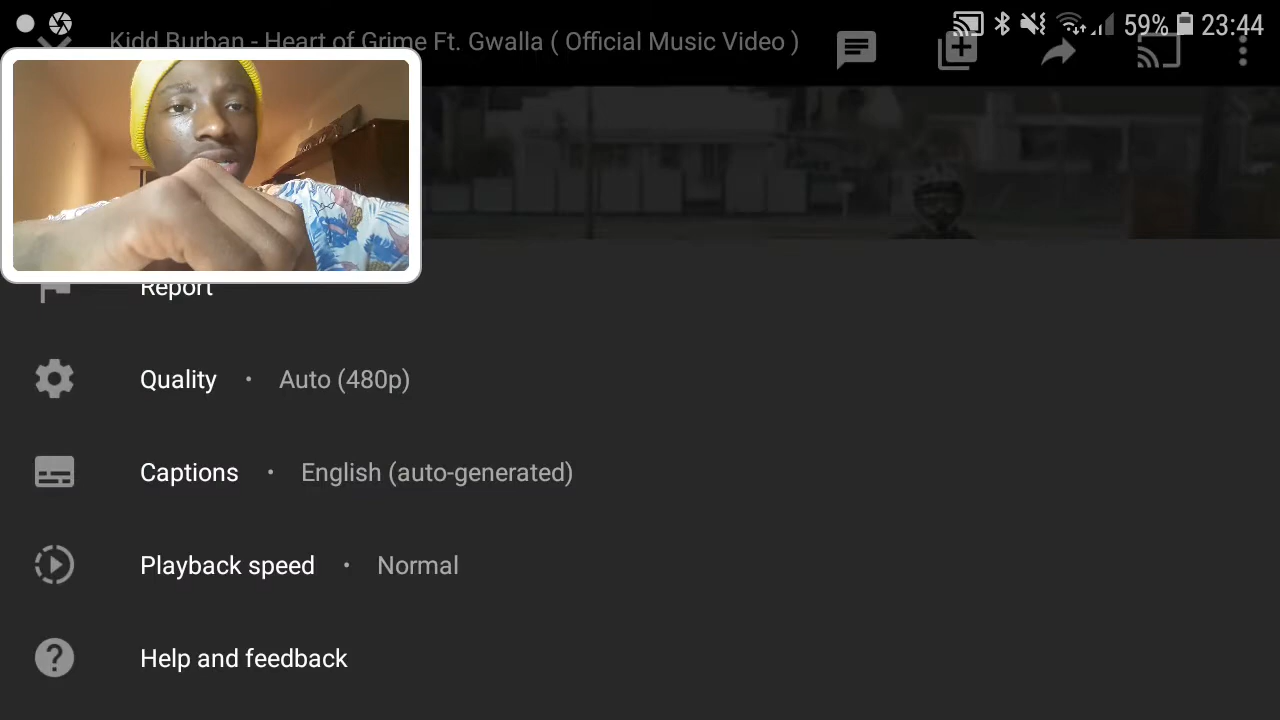 59% 23:44
Kidd Burban - Heart of Grime Ft. Gwalla ( Official Music Video )
Report
Quality • Auto (480p)
Captions • English (auto-generated)
Playback speed • Normal
Help and feedback